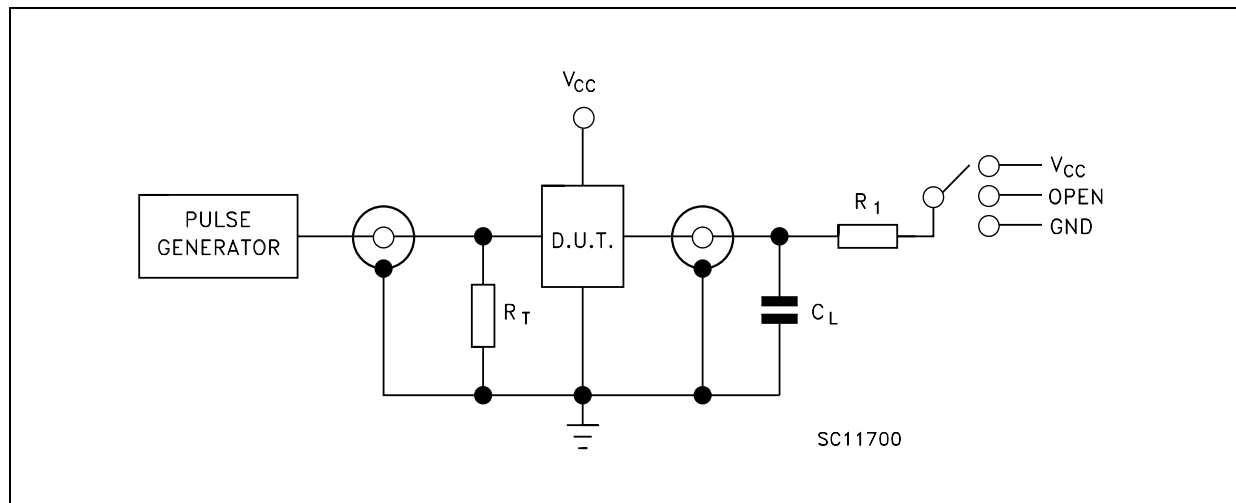 VCC
PULSE
GENERATOR
D.U.T.
RT
CL
R1
VCC
OPEN
GND
SC11700